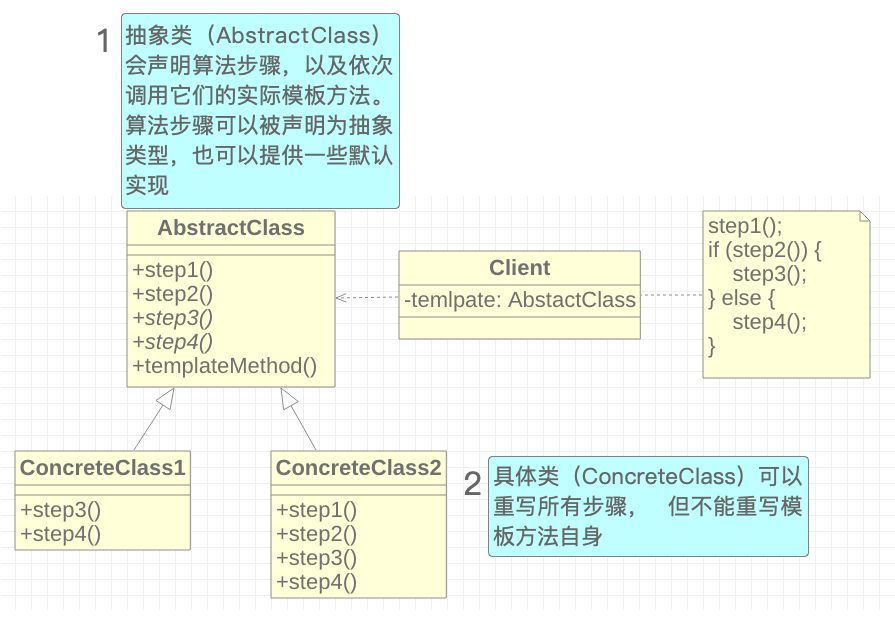 1
抽象类（AbstractClass）
会声明算法步骤，以及依次
调用它们的实际模板方法。
算法步骤可以被声明为抽象
类型，也可以提供一些默认
实现
AbstractClass
+step1()
+step2()
+step3()
+step4()
+templateMethod()
Client
-temlpate: AbstactClass
step1();
if (step2()) {
step3();
} else {
step4();
}
ConcreteClass1
+step3()
+step4()
ConcreteClass2
+step1()
+step2()
+step3()
+step4()
2
具体类（ConcreteClass）可以
重写所有步骤， 但不能重写模
板方法自身